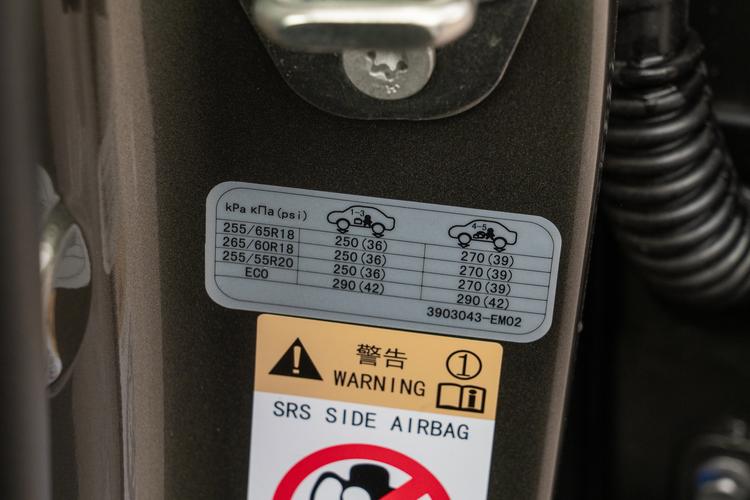 kPa кПа(psi) 1-3 4-5
255/65R18 250(36) 270(39)
265/60R18 250(36) 270(39)
255/55R20 250(36) 270(39)
ECO 290(42) 290(42)
3903043-EM02
警告 1
WARNING i
SRS SIDE AIRBAG